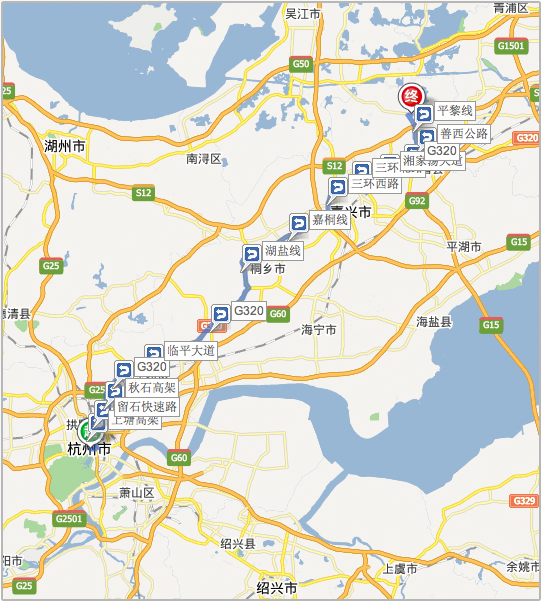 吴江市
青浦区
G1501
G50
G25
终
平黎线
善西公路
G320
G320
湖州市
南浔区
S12
湘家荡大道
三环
三环西路
S12
G92
嘉桐线
嘉兴市
平湖市
G15
湖盐线
桐乡市
G25
G320
G60
海宁市
海盐县
G15
德清县
临平大道
G320
G25
秋石高架
留石快速路
上塘高架
拱
杭州市
G60
萧山区
G2501
G329
绍兴县
阳市
G25
绍兴市
上虞市
余姚市